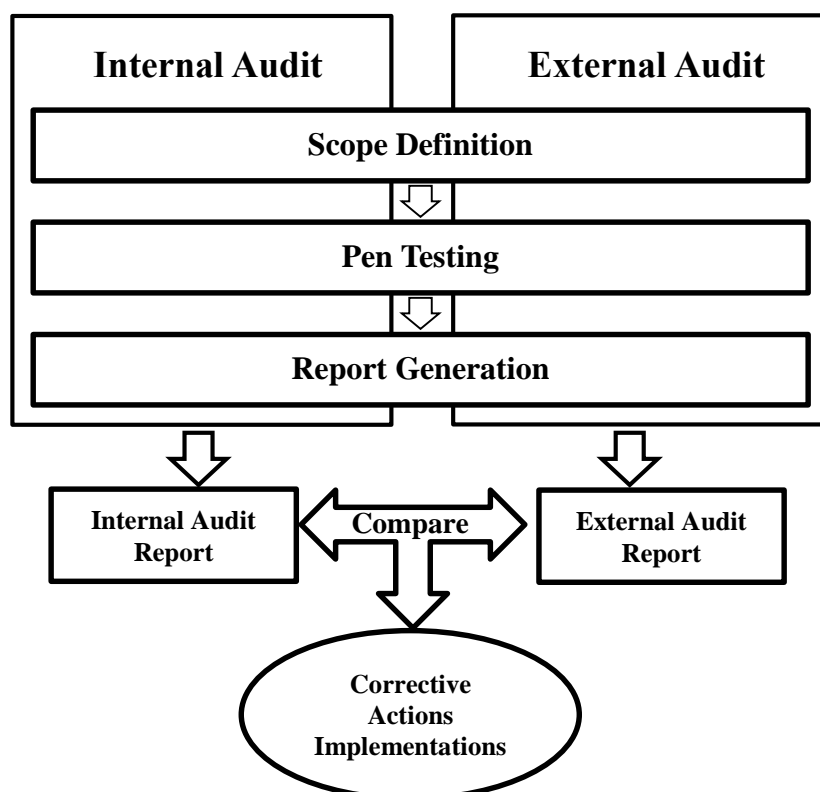 Internal Audit
External Audit
Scope Definition
Pen Testing
Report Generation
Internal Audit
Report
Compare
External Audit
Report
Corrective
Actions
Implementations